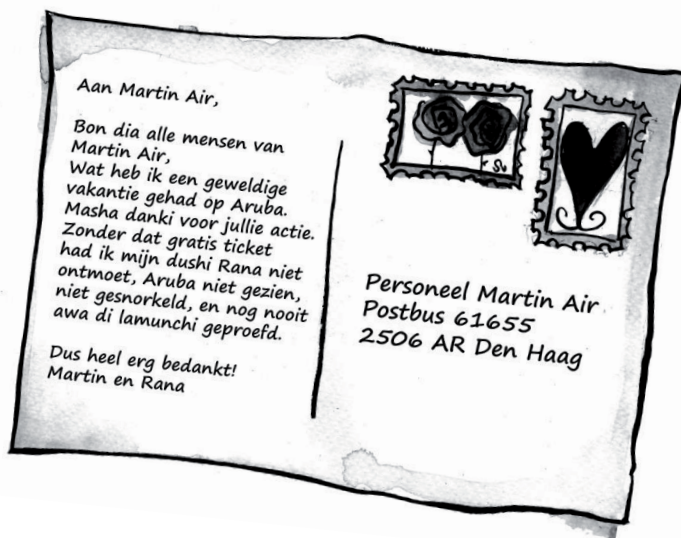 Aan Martin Air,
Bon dia alle mensen van
Martin Air,
Wat heb ik een geweldige
vakantie gehad op Aruba.
Masha danki voor jullie actie.
Zonder dat gratis ticket
had ik mijn dushi Rana niet
ontmoet, Aruba niet gezien,
niet gesnorkeld, en nog nooit
awa di lamunchi geproefd.
Dus heel erg bedankt!
Martin en Rana
Personeel Martin Air
Postbus 61655
2506 AR Den Haag